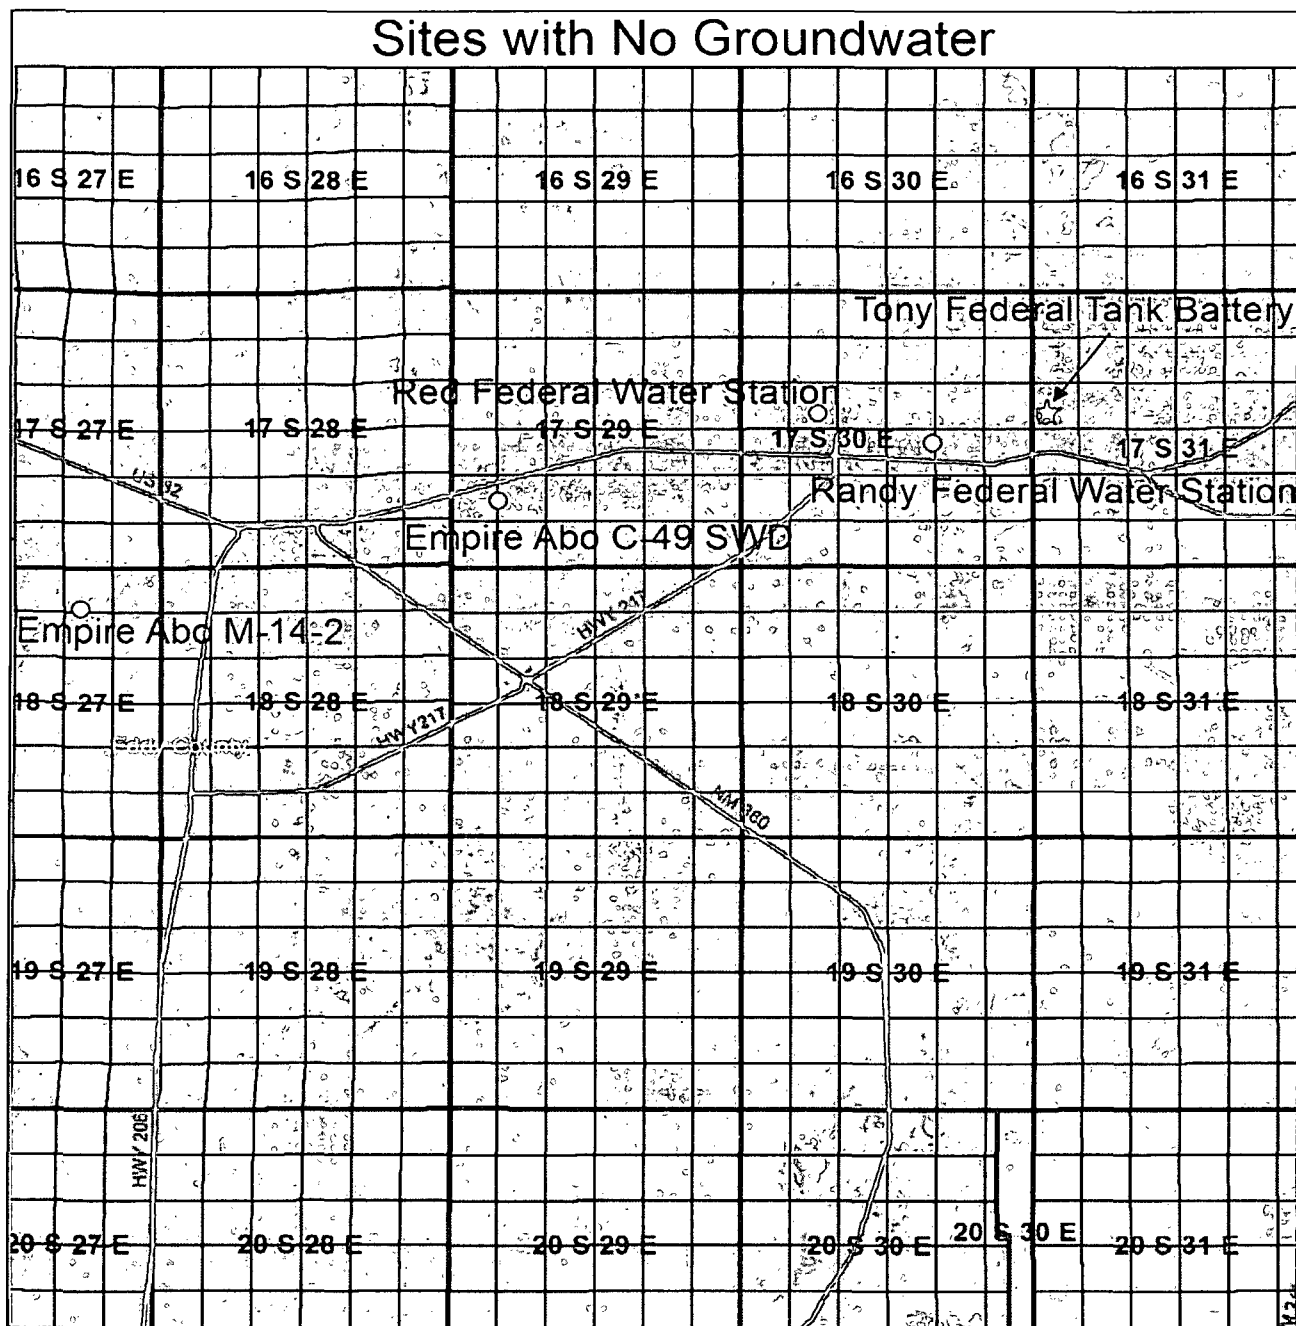 Sites with No Groundwater
16 S 27 E
16 S 28 E
16 S 29 E
16 S 30 E
16 S 31 E
Tony Federal Tank Battery
Red Federal Water Station
17 S 27 E
17 S 28 E
17 S 29 E
17 S 30 E
17 S 31 E
US 82
Randy Federal Water Station
Empire Abo C-49 SWD
HWY 217
Empire Abo M-14-2
18 S 27 E
18 S 28 E
18 S 29 E
18 S 30 E
18 S 31 E
HWY217
Eddy County
NM 360
19 S 27 E
19 S 28 E
19 S 29 E
19 S 30 E
19 S 31 E
HWY 206
20 S 27 E
20 S 28 E
20 S 29 E
20 S 30 E
20 S 30 E
20 S 31 E